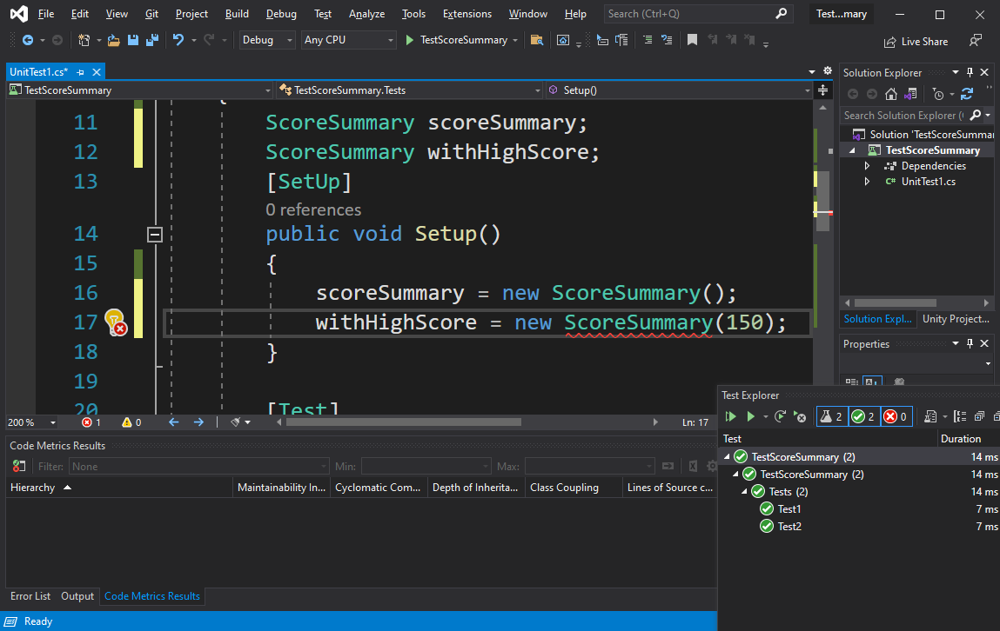 File Edit View Git Project Build Debug Test Analyze Tools Extensions Window Help Search (Ctrl+Q) Test...mary
Debug Any CPU TestScoreSummary Live Share
UnitTest1.cs*
TestScoreSummary TestScoreSummary.Tests Setup()
{
11 ScoreSummary scoreSummary;
12 ScoreSummary withHighScore;
13 [SetUp]
0 references
14 public void Setup()
15 {
16 scoreSummary = new ScoreSummary();
17 withHighScore = new ScoreSummary(150);
18 }
19
20 [Test]
200 % 1 0 Ln: 17
Solution Explorer
Search Solution Explorer (
Solution 'TestScoreSummar
TestScoreSummary
Dependencies
C# UnitTest1.cs
Solution Expl... Unity Project...
Properties
Code Metrics Results
Filter: None Min: Max:
Hierarchy Maintainability In... Cyclomatic Com... Depth of Inherita... Class Coupling Lines of Source c...
Error List Output Code Metrics Results
Ready
Test Explorer
2 2 0
Test Duration
TestScoreSummary (2) 14 ms
TestScoreSummary (2) 14 ms
Tests (2) 14 ms
Test1 7 ms
Test2 7 ms